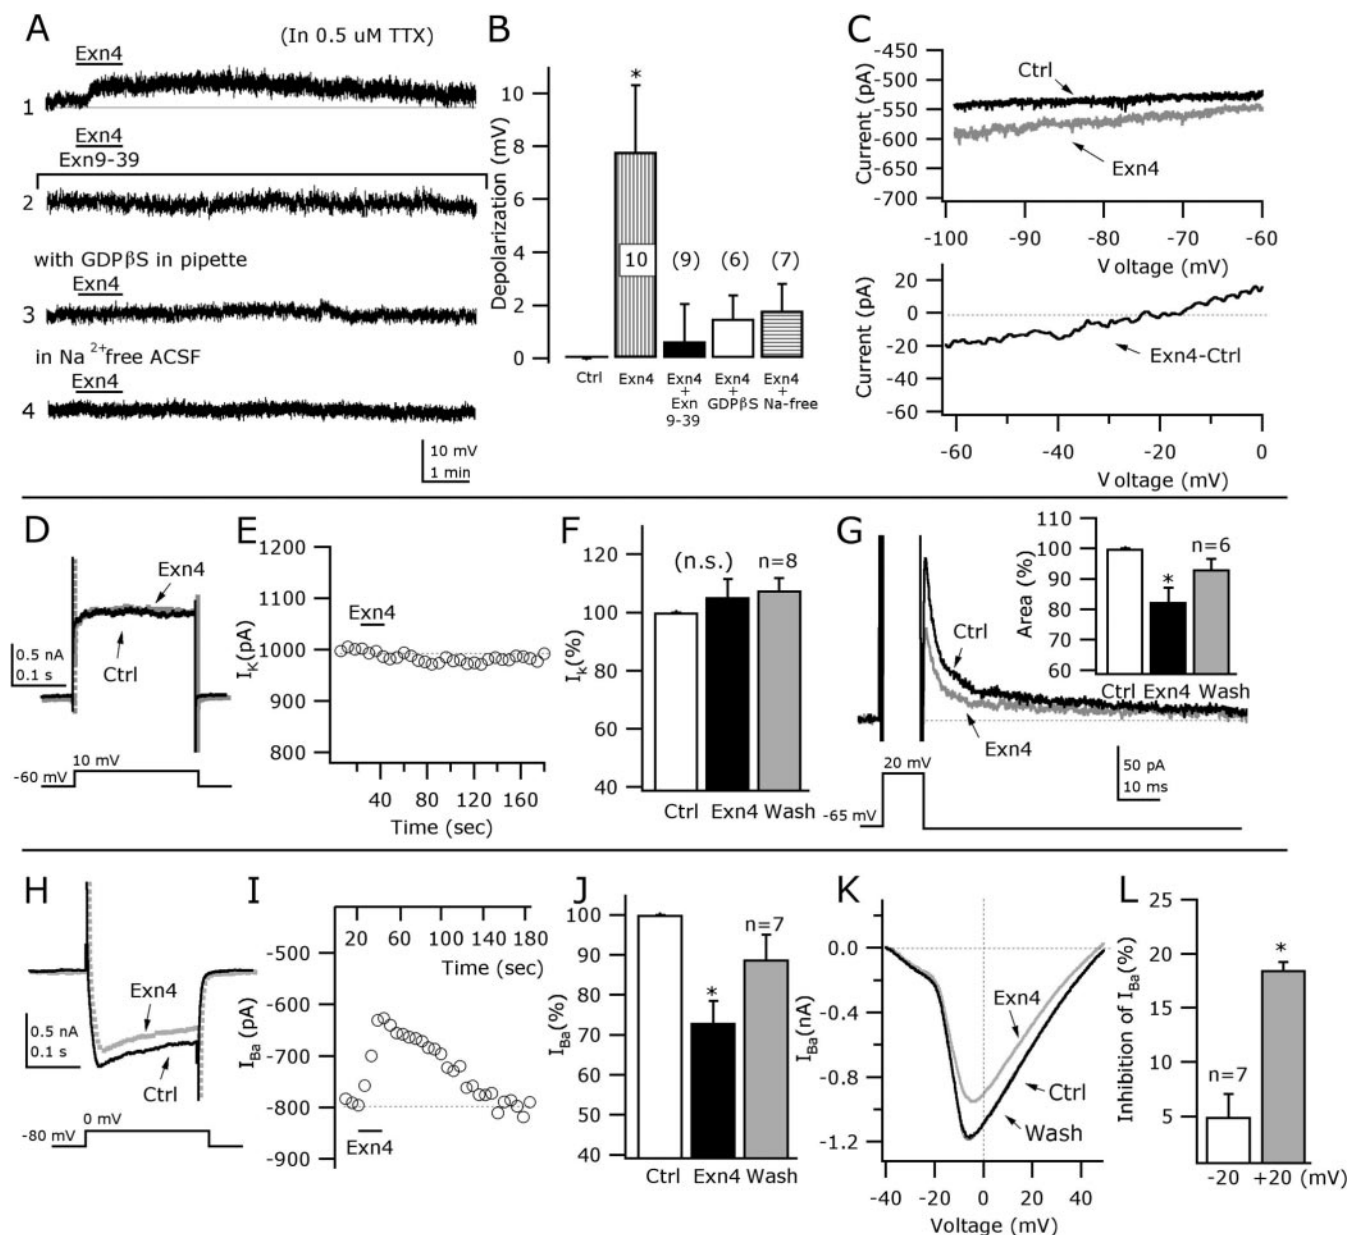 A
(In 0.5 uM TTX)
Exn4
1
Exn4
Exn9-39
2
with GDPβS in pipette
Exn4
3
in Na 2+free ACSF
Exn4
4
10 mV
1 min
B
Depolarization (mV)
10
8
6
4
2
0
*
10
(9)
(6)
(7)
Ctrl
Exn4
Exn4
+
Exn
9-39
Exn4
+
GDPβS
Exn4
+
Na-free
C
Current (pA)
-450
-500
-550
-600
-650
-700
Ctrl
Exn4
-100
-90
-80
-70
-60
Voltage (mV)
Current (pA)
20
0
-20
-40
-60
Exn4-Ctrl
-60
-40
-20
0
Voltage (mV)
D
Exn4
0.5 nA
0.1 s
Ctrl
10 mV
-60 mV
E
IK(pA)
1200
1100
1000
900
800
Exn4
40
80
120
160
Time (sec)
F
Ik(%)
120
100
80
60
40
(n.s.)
n=8
Ctrl
Exn4
Wash
G
Ctrl
Exn4
20 mV
-65 mV
50 pA
10 ms
Area (%)
110
100
90
80
70
60
n=6
*
Ctrl
Exn4
Wash
H
Exn4
0.5 nA
0.1 s
Ctrl
0 mV
-80 mV
I
20
60
100
140
180
Time (sec)
IBa(pA)
-500
-600
-700
-800
-900
Exn4
J
IBa(%)
100
90
80
70
60
50
40
n=7
*
Ctrl
Exn4
Wash
K
IBa(nA)
0.0
-0.4
-0.8
-1.2
Exn4
Ctrl
Wash
-40
-20
0
20
40
Voltage (mV)
L
Inhibition of IBa(%)
25
20
15
10
5
n=7
*
-20
+20
(mV)